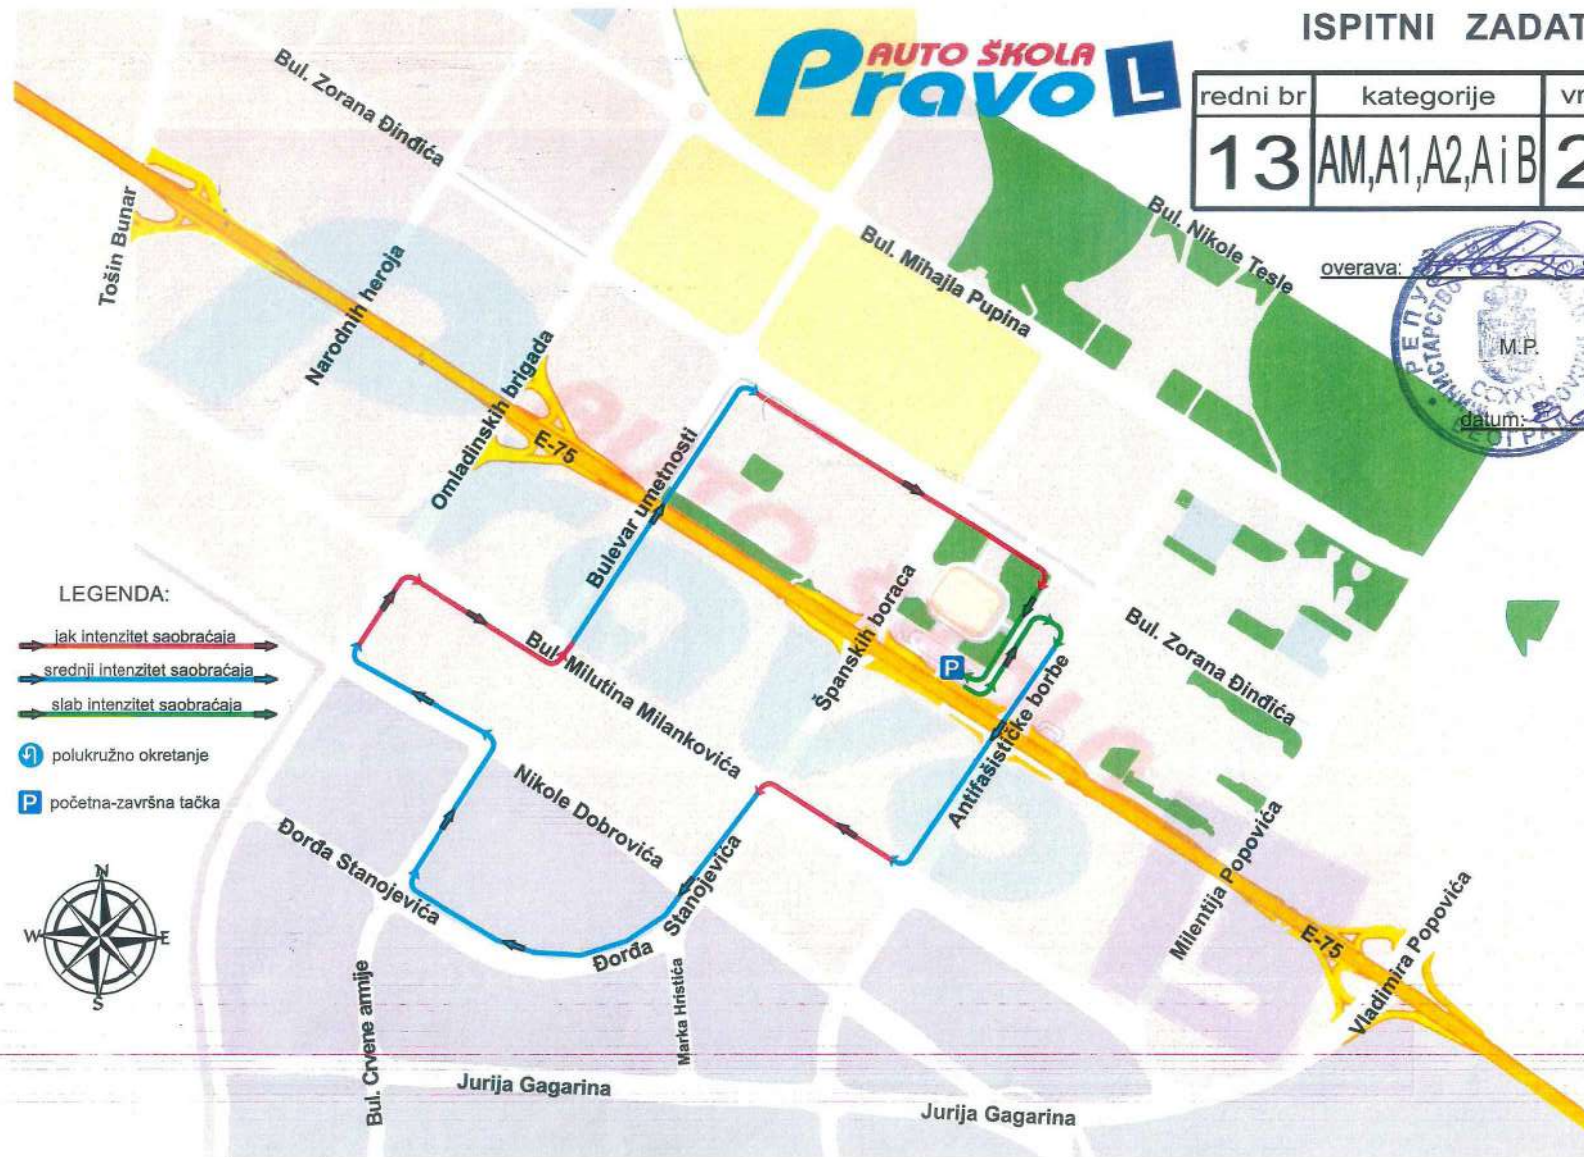 ISPITNI ZADAT
AUTO ŠKOLA
Pravo L
redni br kategorije vr
13 AM,A1,A2,A i B 2
overava:
M.P.
datum:
Bul. Zorana Đinđića
Tošin Bunar
Narodnih heroja
Omladinskih brigada
E-75
Bulevar umetnosti
Bul. Mihajla Pupina
Bul. Nikole Tesle
Španskih boraca
P
Antifašističke borbe
Bul. Zorana Đinđića
Bul. Milutina Milankovića
Nikole Dobrovića
Đorđa Stanojevića
Đorđa Stanojevića
Marka Hristića
Bul. Crvene armije
Jurija Gagarina
Jurija Gagarina
Milentija Popovića
E-75
Vladimira Popovića
LEGENDA:
jak intenzitet saobraćaja
srednji intenzitet saobraćaja
slab intenzitet saobraćaja
polukružno okretanje
P početna-završna tačka
N
W E
S